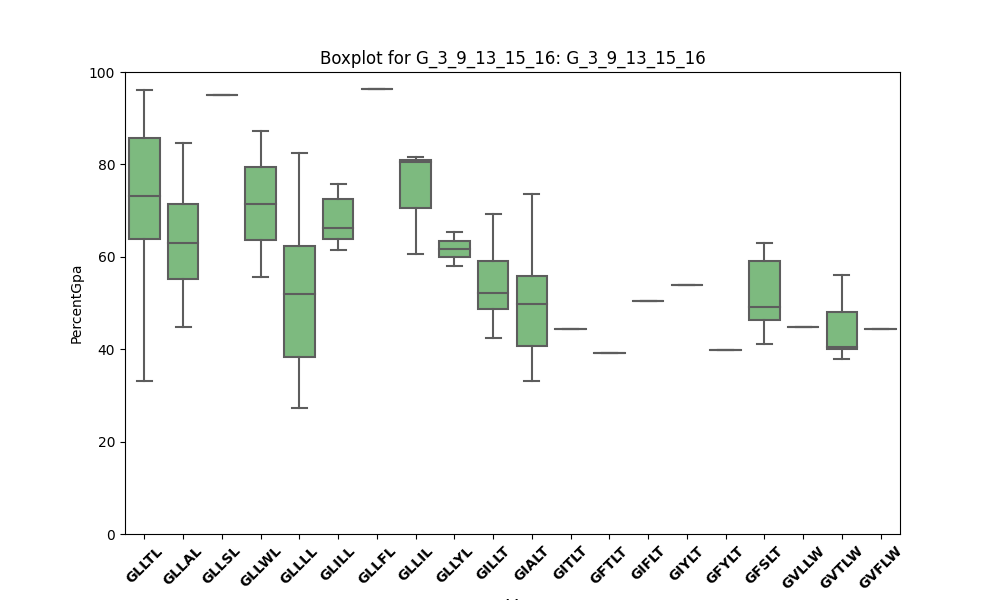 Boxplot for G_3_9_13_15_16: G_3_9_13_15_16
PercentGpa
100
80
60
40
20
0
GLLTL
GLLAL
GLLSL
GLLWL
GLLLL
GLILL
GLLFL
GLLIL
GLLYL
GILLT
GIALT
GITLT
GFTLT
GIFLT
GIYLT
GFYLT
GFSLT
GVLLW
GVTLW
GVFLW